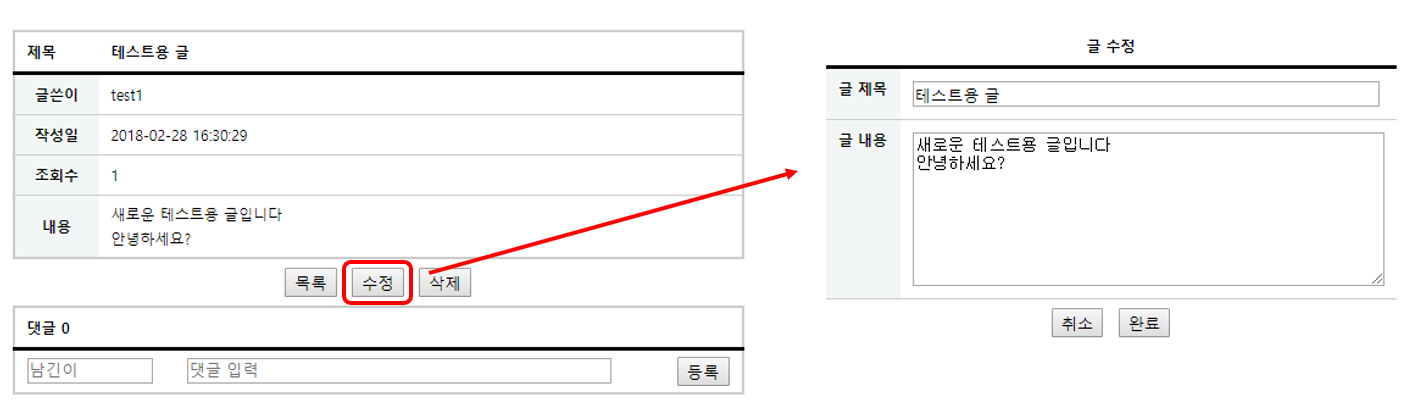 제목 테스트용 글
글쓴이 test1
작성일 2018-02-28 16:30:29
조회수 1
내용 새로운 테스트용 글입니다
안녕하세요?
목록 수정 삭제
댓글 0
남긴이 댓글 입력 등록
글 수정
글 제목 테스트용 글
글 내용 새로운 테스트용 글입니다
안녕하세요?
취소 완료